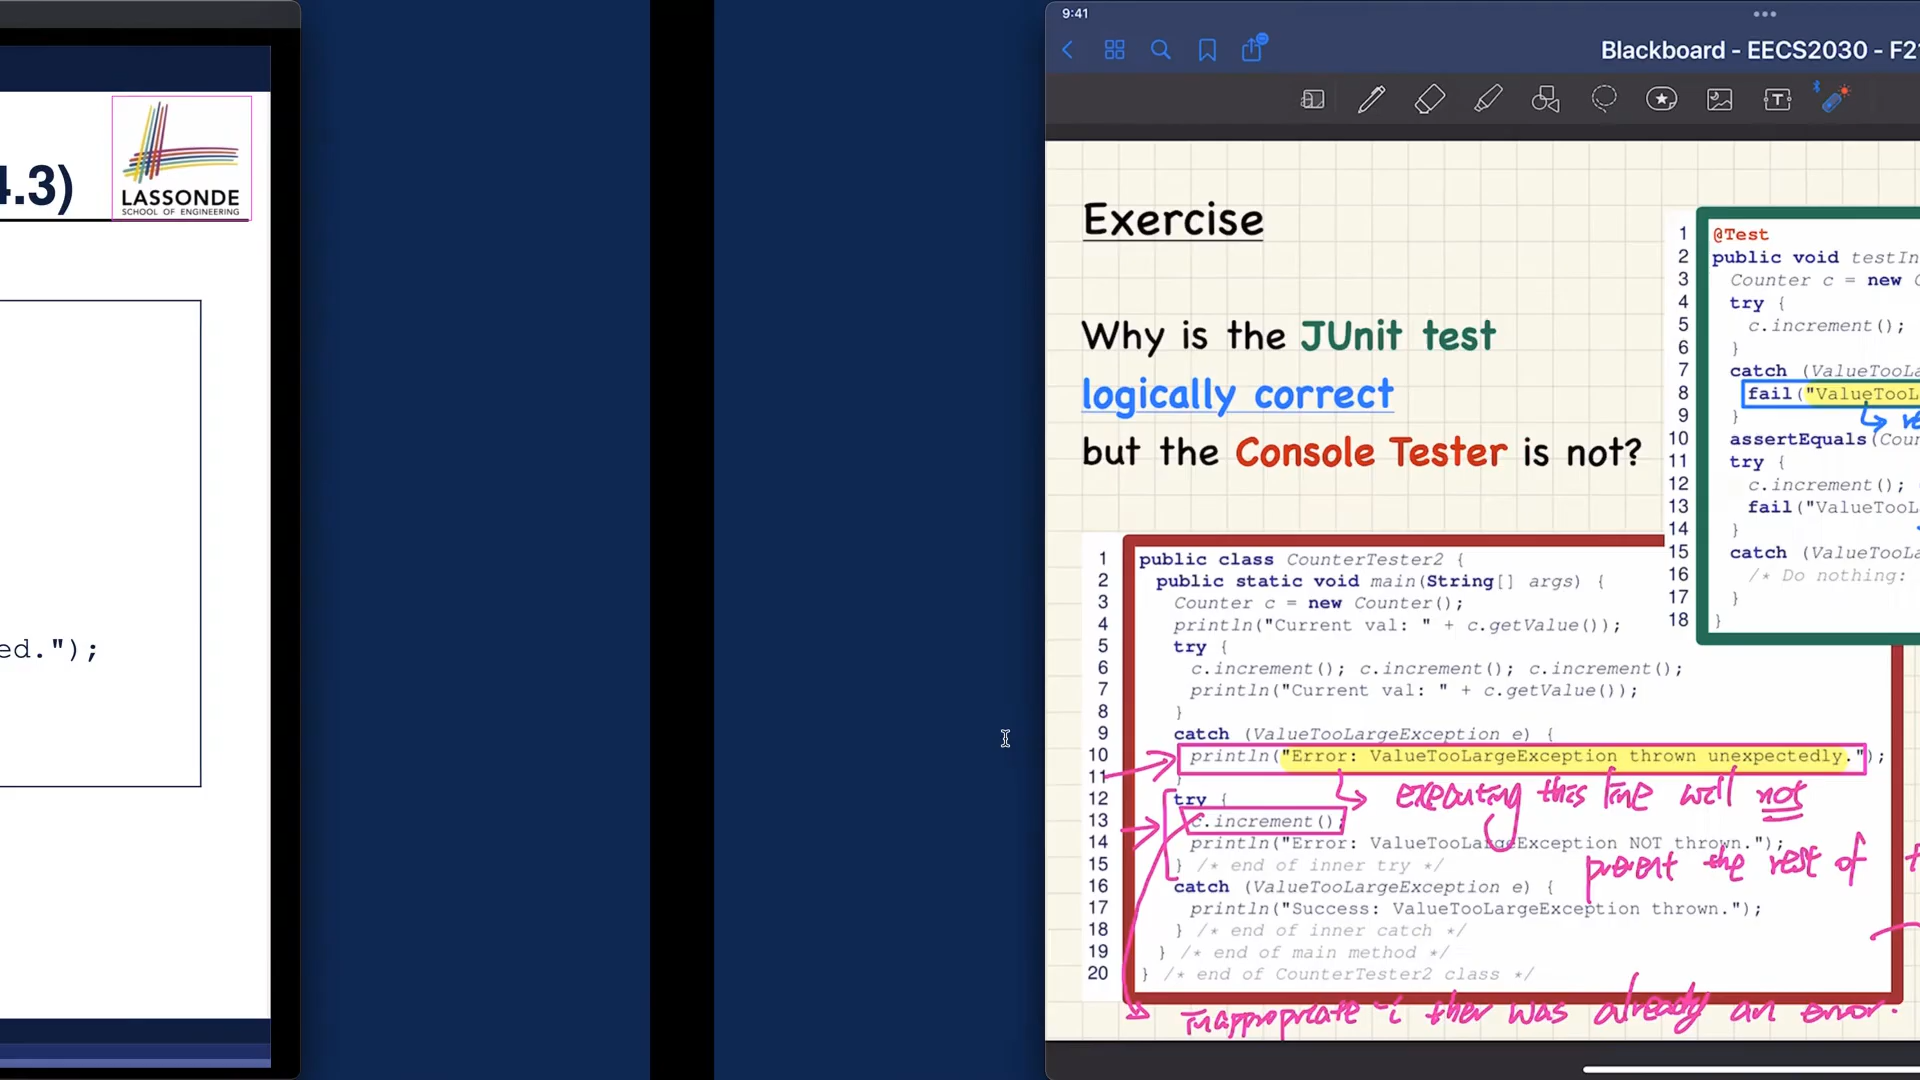 4.3)
LASSONDE
SCHOOL OF ENGINEERING
ed.");
9:41
Blackboard - EECS2030 - F2
Exercise
Why is the JUnit test
logically correct
but the Console Tester is not?
1 @Test
2 public void testIn
3 Counter c = new C
4 try {
5 c.increment();
6 }
7 catch (ValueTooLa
8 fail("ValueTooL
9 }
10 assertEquals(Coun
11 try {
12 c.increment();
13 fail("ValueTooL
14 }
15 catch (ValueTooLa
16 /* Do nothing:
17 }
18 }
1 public class CounterTester2 {
2 public static void main(String[] args) {
3 Counter c = new Counter();
4 println("Current val: " + c.getValue());
5 try {
6 c.increment(); c.increment(); c.increment();
7 println("Current val: " + c.getValue());
8 }
9 catch (ValueTooLargeException e) {
10 println("Error: ValueTooLargeException thrown unexpectedly.");
11 }
executing this line will not
12 try {
13 c.increment();
14 println("Error: ValueTooLargeException NOT thrown.");
prevent the rest of
15 } /* end of inner try */
16 catch (ValueTooLargeException e) {
17 println("Success: ValueTooLargeException thrown.");
18 } /* end of inner catch */
19 } /* end of main method */
20 } /* end of CounterTester2 class */
inappropriate ∵ ther was already an error.